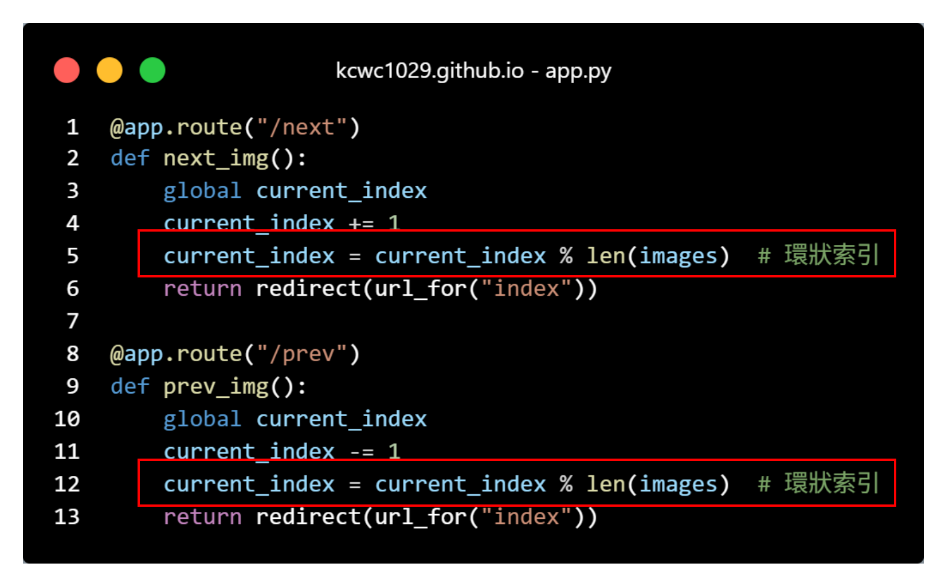 kcwc1029.github.io - app.py
1 @app.route("/next")
2 def next_img():
3     global current_index
4     current_index += 1
5     current_index = current_index % len(images)  # 環狀索引
6     return redirect(url_for("index"))
7
8 @app.route("/prev")
9 def prev_img():
10     global current_index
11     current_index -= 1
12     current_index = current_index % len(images)  # 環狀索引
13     return redirect(url_for("index"))